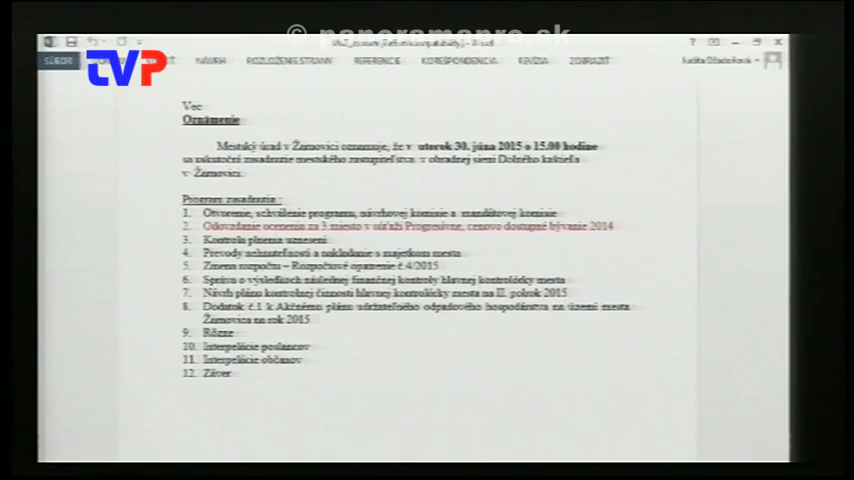 © panoramapro.sk
TVP
SÚBOR NÁVRH ROZLOŽENIE STRANY REFERENCIE KOREŠPONDENCIA REVÍZIA ZOBRAZIŤ
Vec
Oznámenie
Mestský úrad v Žarnovici oznamuje, že v utorok 30. júna 2015 o 15.00 hodine
sa uskutoční zasadnutie mestského zastupiteľstva v obradnej sieni Dolného kaštieľa
v Žarnovici.
Program zasadnutia :
1. Otvorenie, schválenie programu, návrhovej komisie a mandátovej komisie
2. Odovzdanie ocenenia za 3.miesto v súťaži Progresívne, cenovo dostupné bývanie 2014
3. Kontrola plnenia uznesení
4. Prevody nehnuteľností a nakladanie s majetkom mesta
5. Zmena rozpočtu – Rozpočtové opatrenie č.4/2015
6. Správa o výsledkoch následnej finančnej kontroly hlavnej kontrolórky mesta
7. Návrh plánu kontrolnej činnosti hlavnej kontrolórky mesta na II. polrok 2015
8. Dodatok č.1 k Akčnému plánu udržateľného odpadového hospodárstva na území mesta
Žarnovica na rok 2015
9. Rôzne
10. Interpelácie poslancov
11. Interpelácie občanov
12. Záver